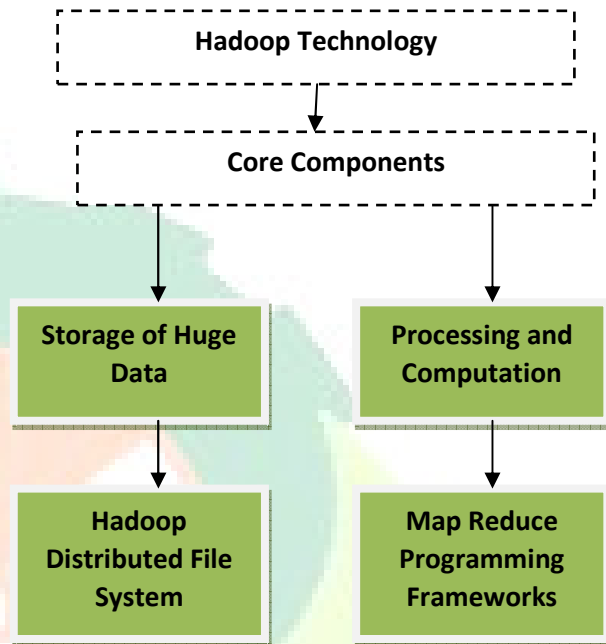 Hadoop Technology
Core Components
Storage of Huge
Data
Processing and
Computation
Hadoop
Distributed File
System
Map Reduce
Programming
Frameworks